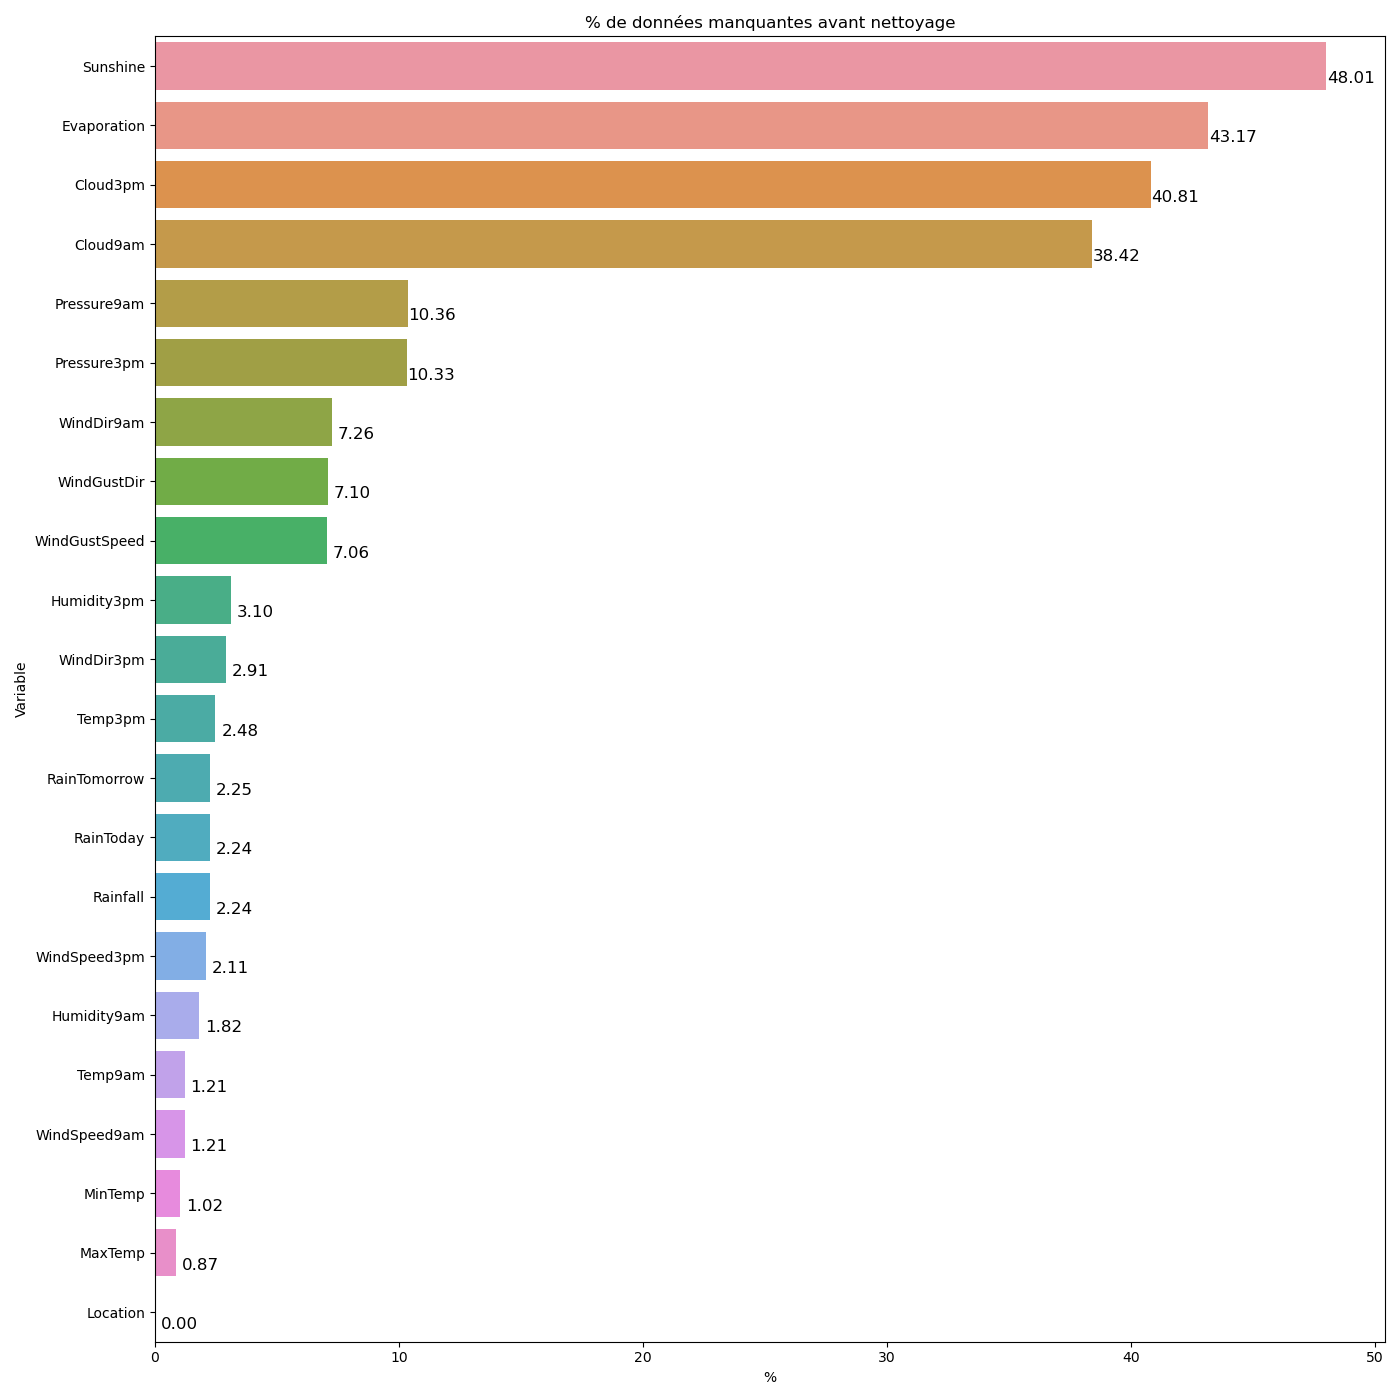 % de données manquantes avant nettoyage
Sunshine 48.01
Evaporation 43.17
Cloud3pm 40.81
Cloud9am 38.42
Pressure9am 10.36
Pressure3pm 10.33
WindDir9am 7.26
WindGustDir 7.10
WindGustSpeed 7.06
Humidity3pm 3.10
WindDir3pm 2.91
Variable
Temp3pm 2.48
RainTomorrow 2.25
RainToday 2.24
Rainfall 2.24
WindSpeed3pm 2.11
Humidity9am 1.82
Temp9am 1.21
WindSpeed9am 1.21
MinTemp 1.02
MaxTemp 0.87
Location 0.00
0 10 20 30 40 50
%